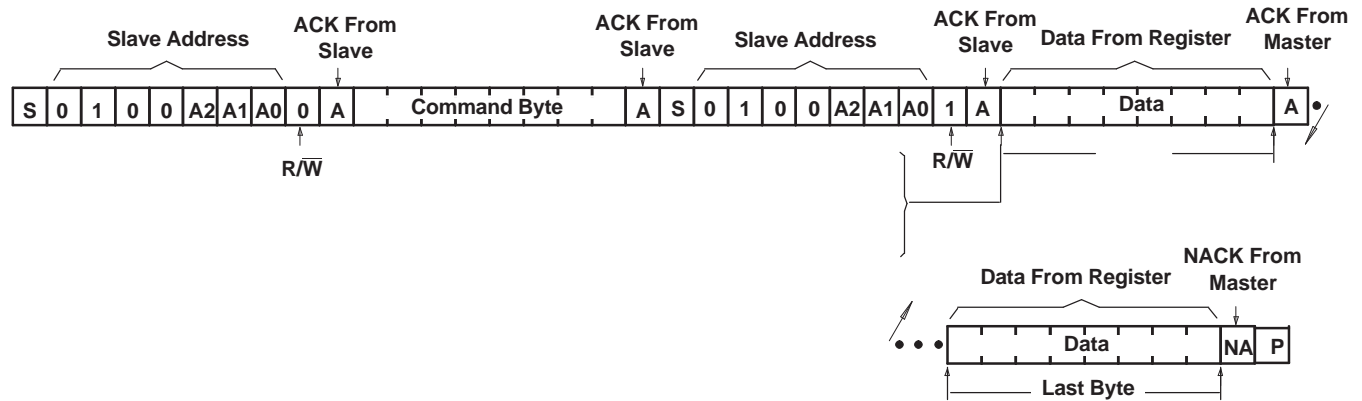 Slave Address
ACK From
Slave
ACK From
Slave
Slave Address
ACK From
Slave
Data From Register
ACK From
Master
S 0 1 0 0 A2 A1 A0 0 A Command Byte A S 0 1 0 0 A2 A1 A0 1 A Data A
R/W̅
R/W̅
Data From Register
NACK From
Master
Data NA P
Last Byte